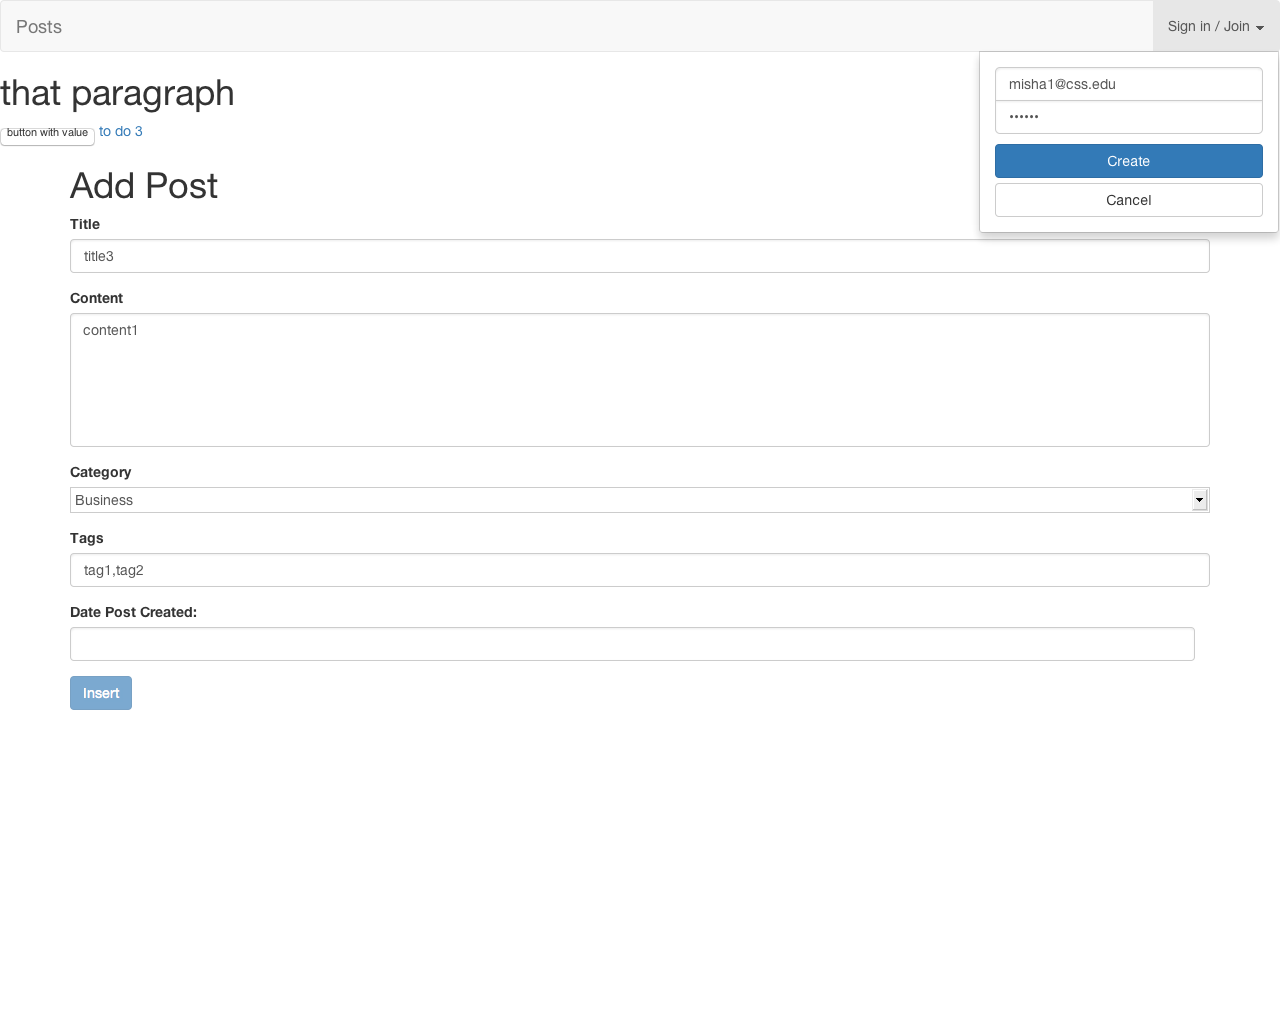 Posts
Sign in / Join
misha1@css.edu
••••••
Create
Cancel
that paragraph
button with value to do 3
Add Post
Title
title3
Content
content1
Category
Business
Tags
tag1,tag2
Date Post Created:
Insert